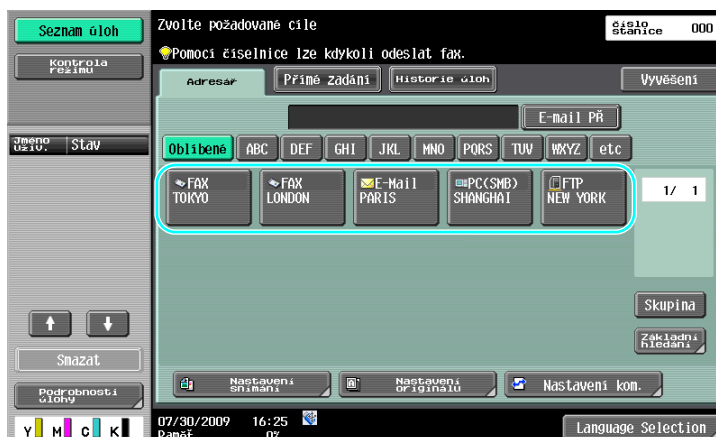 Seznam úloh
Kontrola
režimu
Jméno
uživ.
Stav
Smazat
Podrobnosti
úlohy
Y M C K
Zvolte požadované cíle
číslo
stanice
000
Pomocí číselnice lze kdykoli odeslat fax.
Adresář
Přímé zadání
Historie úloh
Vyvěšení
E-mail PŘ
Oblíbené ABC DEF GHI JKL MNO PQRS TUV WXYZ etc
FAX
TOKYO
FAX
LONDON
E-Mail
PARIS
PC(SMB)
SHANGHAI
FTP
NEW YORK
1/ 1
Skupina
Základní
hledání
Nastavení
snímání
Nastavení
originálu
Nastavení kom.
07/30/2009 16:25
Paměť 0%
Language Selection